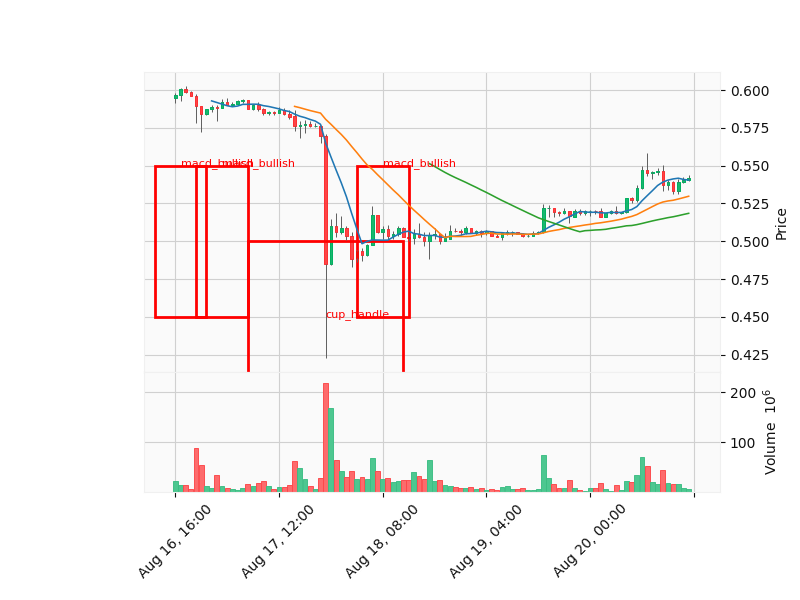 0.600
0.575
macd_bullish
macd_bullish
macd_bullish
0.550
0.525
0.500
0.475
cup_handle
0.450
0.425
Price
200
100
Volume 10^6
Aug 16, 16:00
Aug 17, 12:00
Aug 18, 08:00
Aug 19, 04:00
Aug 20, 00:00